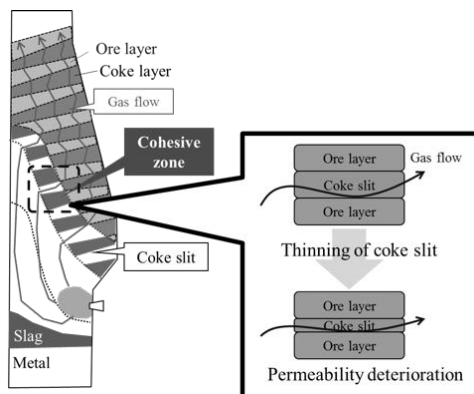 Ore layer
Coke layer
Gas flow
Cohesive
zone
Coke slit
Slag
Metal
Ore layer
Gas flow
Coke slit
Ore layer
Thinning of coke slit
Ore layer
Coke slit
Ore layer
Permeability deterioration